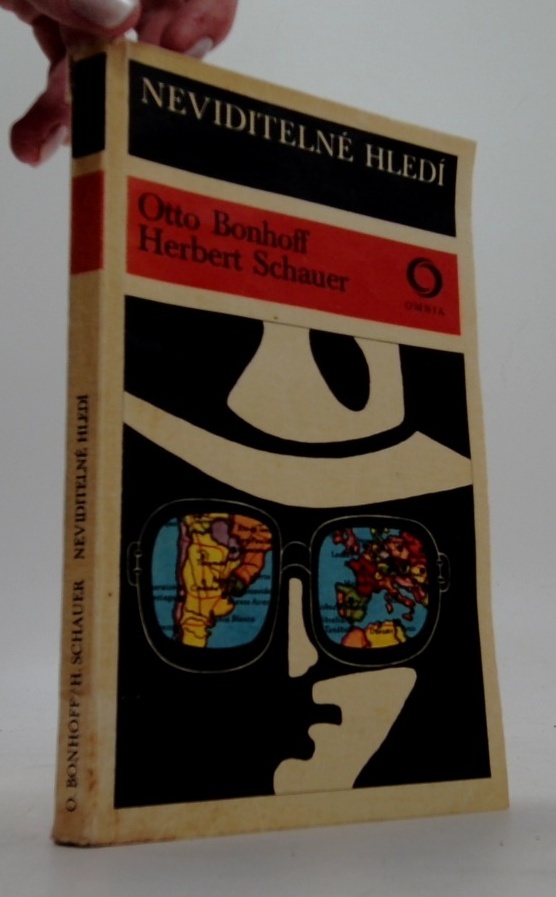 NEVIDITELNÉ HLEDÍ
Otto Bonhoff
Herbert Schauer
OMNIA
O. BONHOFF/H. SCHAUER NEVIDITELNÉ HLEDÍ